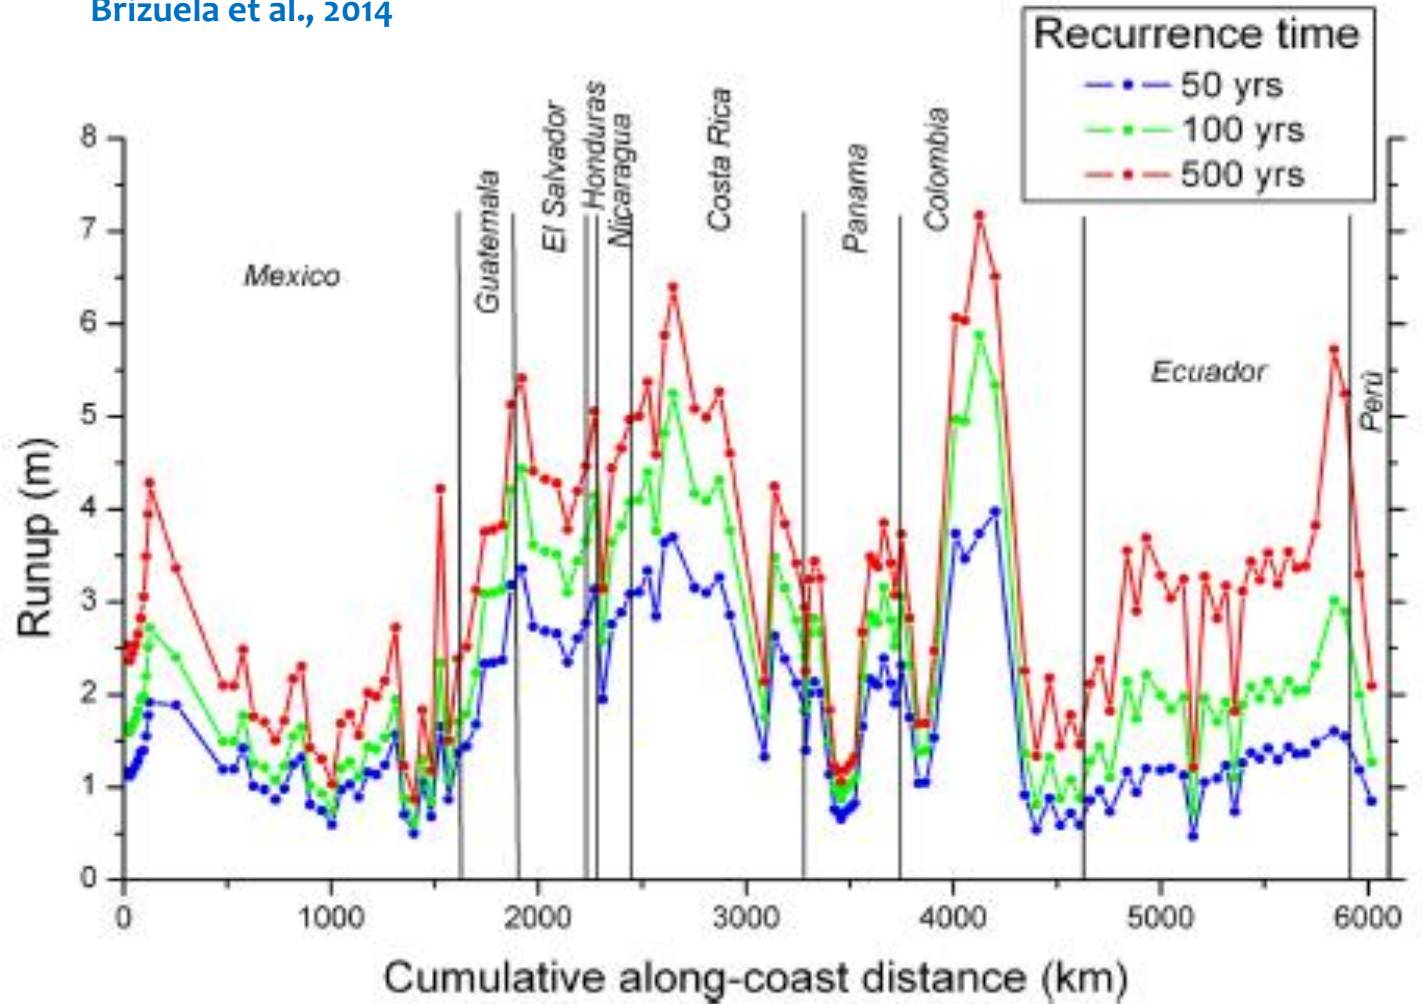 Brizuela et al., 2014
Recurrence time
50 yrs
100 yrs
500 yrs
Mexico
Guatemala
El Salvador
Honduras
Nicaragua
Costa Rica
Panama
Colombia
Ecuador
Perù
Runup (m)
8
7
6
5
4
3
2
1
0
0 1000 2000 3000 4000 5000 6000
Cumulative along-coast distance (km)